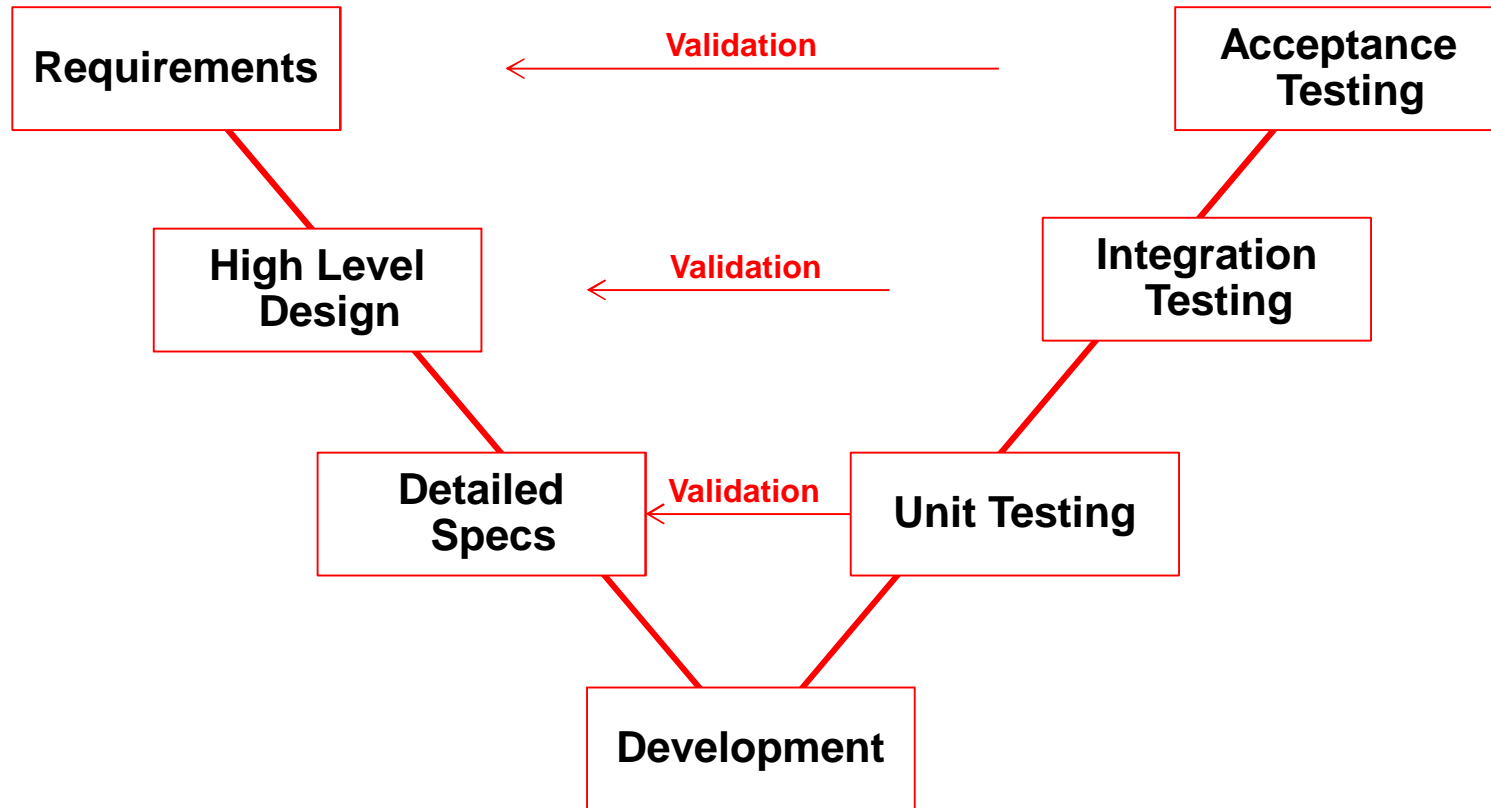 Requirements
Validation
Acceptance
Testing
High Level
Design
Validation
Integration
Testing
Detailed
Specs
Validation
Unit Testing
Development